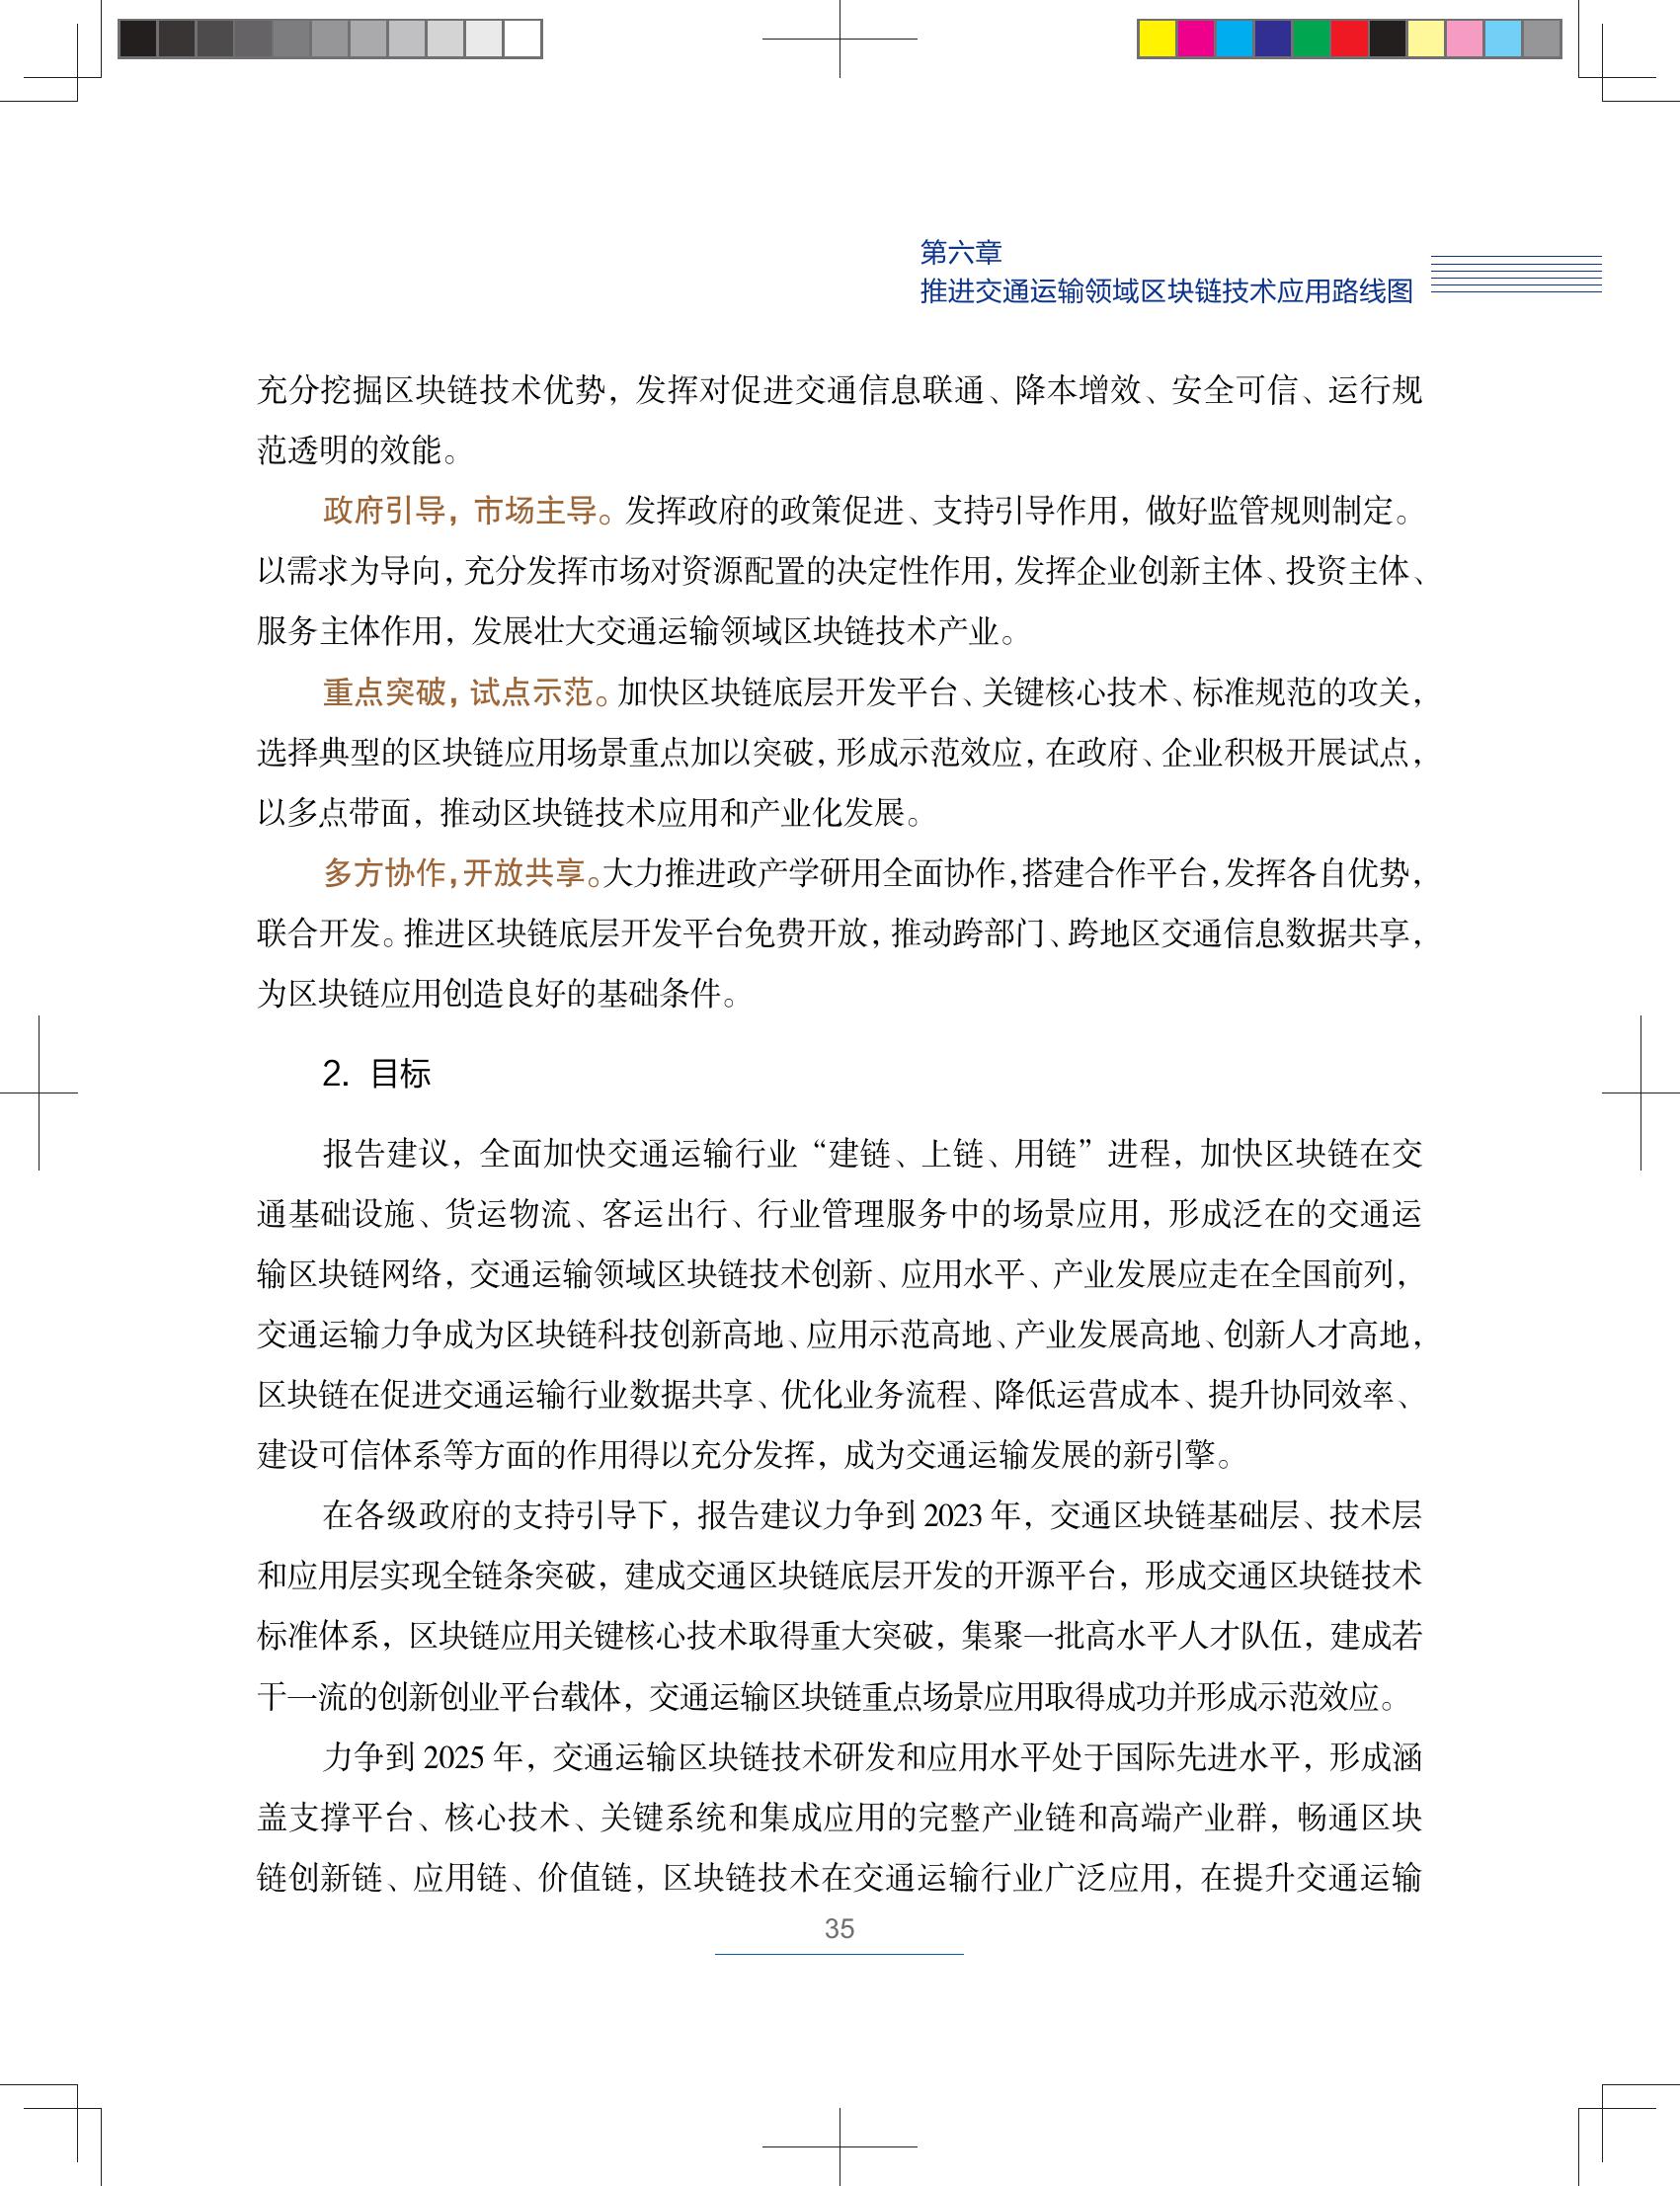 第六章
推进交通运输领域区块链技术应用路线图
充分挖掘区块链技术优势，发挥对促进交通信息联通、降本增效、安全可信、运行规
范透明的效能。
政府引导，市场主导。发挥政府的政策促进、支持引导作用，做好监管规则制定。
以需求为导向，充分发挥市场对资源配置的决定性作用，发挥企业创新主体、投资主体、
服务主体作用，发展壮大交通运输领域区块链技术产业。
重点突破，试点示范。加快区块链底层开发平台、关键核心技术、标准规范的攻关，
选择典型的区块链应用场景重点加以突破，形成示范效应，在政府、企业积极开展试点，
以多点带面，推动区块链技术应用和产业化发展。
多方协作，开放共享。大力推进政产学研用全面协作，搭建合作平台，发挥各自优势，
联合开发。推进区块链底层开发平台免费开放，推动跨部门、跨地区交通信息数据共享，
为区块链应用创造良好的基础条件。
2. 目标
报告建议，全面加快交通运输行业“建链、上链、用链”进程，加快区块链在交
通基础设施、货运物流、客运出行、行业管理服务中的场景应用，形成泛在的交通运
输区块链网络，交通运输领域区块链技术创新、应用水平、产业发展应走在全国前列，
交通运输力争成为区块链科技创新高地、应用示范高地、产业发展高地、创新人才高地，
区块链在促进交通运输行业数据共享、优化业务流程、降低运营成本、提升协同效率、
建设可信体系等方面的作用得以充分发挥，成为交通运输发展的新引擎。
在各级政府的支持引导下，报告建议力争到 2023 年，交通区块链基础层、技术层
和应用层实现全链条突破，建成交通区块链底层开发的开源平台，形成交通区块链技术
标准体系，区块链应用关键核心技术取得重大突破，集聚一批高水平人才队伍，建成若
干一流的创新创业平台载体，交通运输区块链重点场景应用取得成功并形成示范效应。
力争到 2025 年，交通运输区块链技术研发和应用水平处于国际先进水平，形成涵
盖支撑平台、核心技术、关键系统和集成应用的完整产业链和高端产业群，畅通区块
链创新链、应用链、价值链，区块链技术在交通运输行业广泛应用，在提升交通运输
35